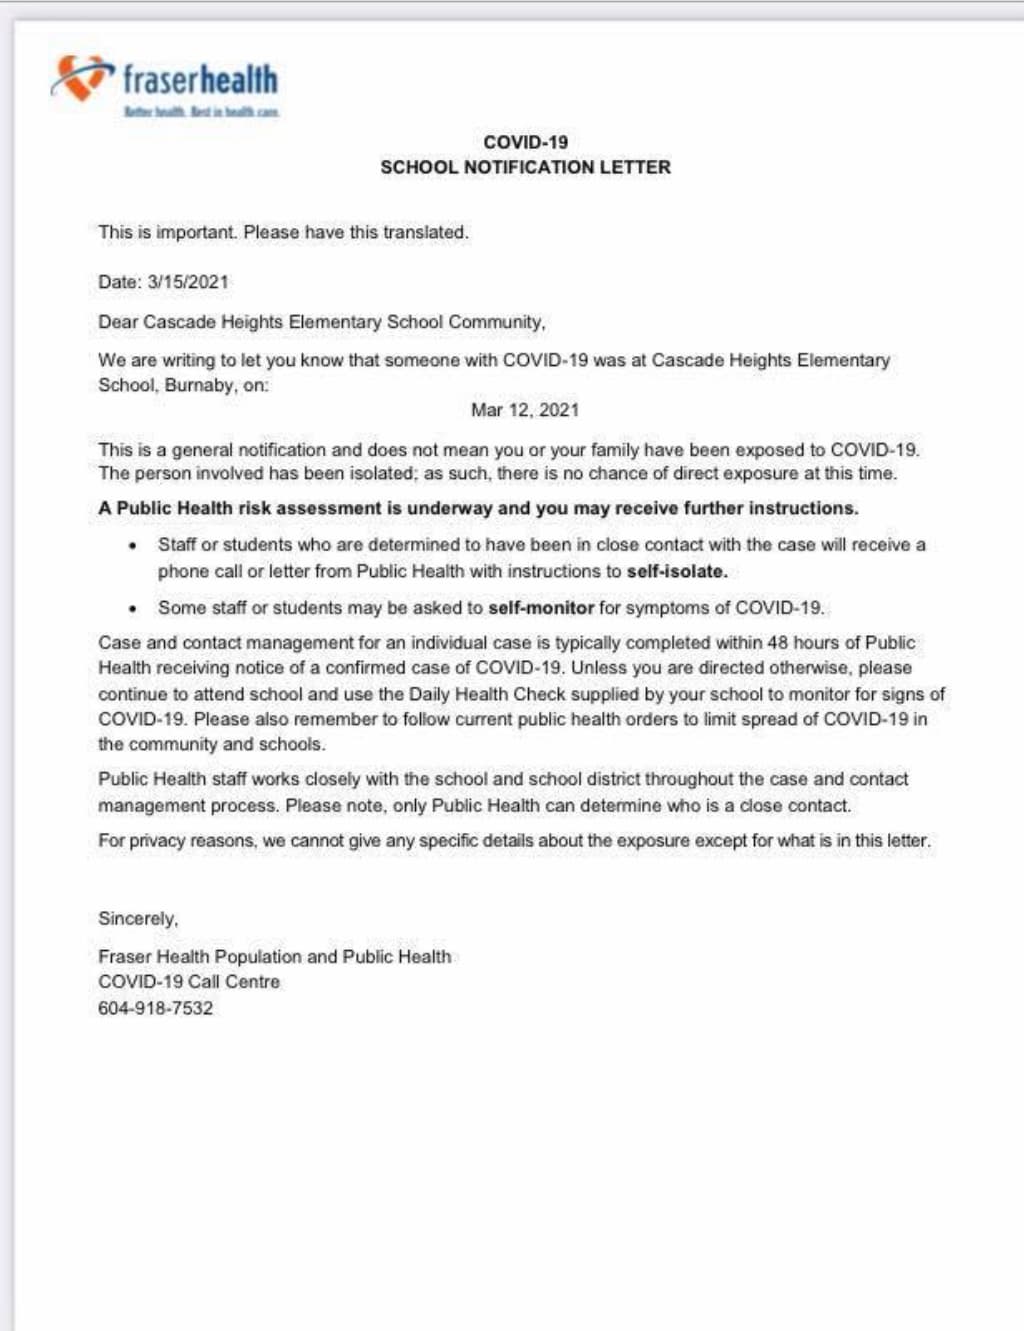 fraserhealth
Better health. Best in health care.
COVID-19
SCHOOL NOTIFICATION LETTER
This is important. Please have this translated.
Date: 3/15/2021
Dear Cascade Heights Elementary School Community,
We are writing to let you know that someone with COVID-19 was at Cascade Heights Elementary
School, Burnaby, on:
Mar 12, 2021
This is a general notification and does not mean you or your family have been exposed to COVID-19.
The person involved has been isolated; as such, there is no chance of direct exposure at this time.
A Public Health risk assessment is underway and you may receive further instructions.
• Staff or students who are determined to have been in close contact with the case will receive a
phone call or letter from Public Health with instructions to self-isolate.
• Some staff or students may be asked to self-monitor for symptoms of COVID-19.
Case and contact management for an individual case is typically completed within 48 hours of Public
Health receiving notice of a confirmed case of COVID-19. Unless you are directed otherwise, please
continue to attend school and use the Daily Health Check supplied by your school to monitor for signs of
COVID-19. Please also remember to follow current public health orders to limit spread of COVID-19 in
the community and schools.
Public Health staff works closely with the school and school district throughout the case and contact
management process. Please note, only Public Health can determine who is a close contact.
For privacy reasons, we cannot give any specific details about the exposure except for what is in this letter.
Sincerely,
Fraser Health Population and Public Health
COVID-19 Call Centre
604-918-7532